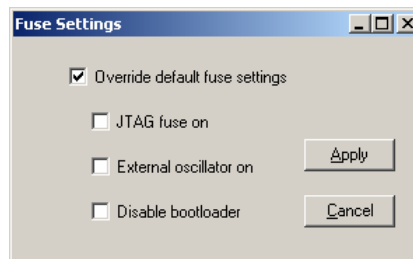 Fuse Settings
Override default fuse settings
JTAG fuse on
External oscillator on
Disable bootloader
Apply
Cancel